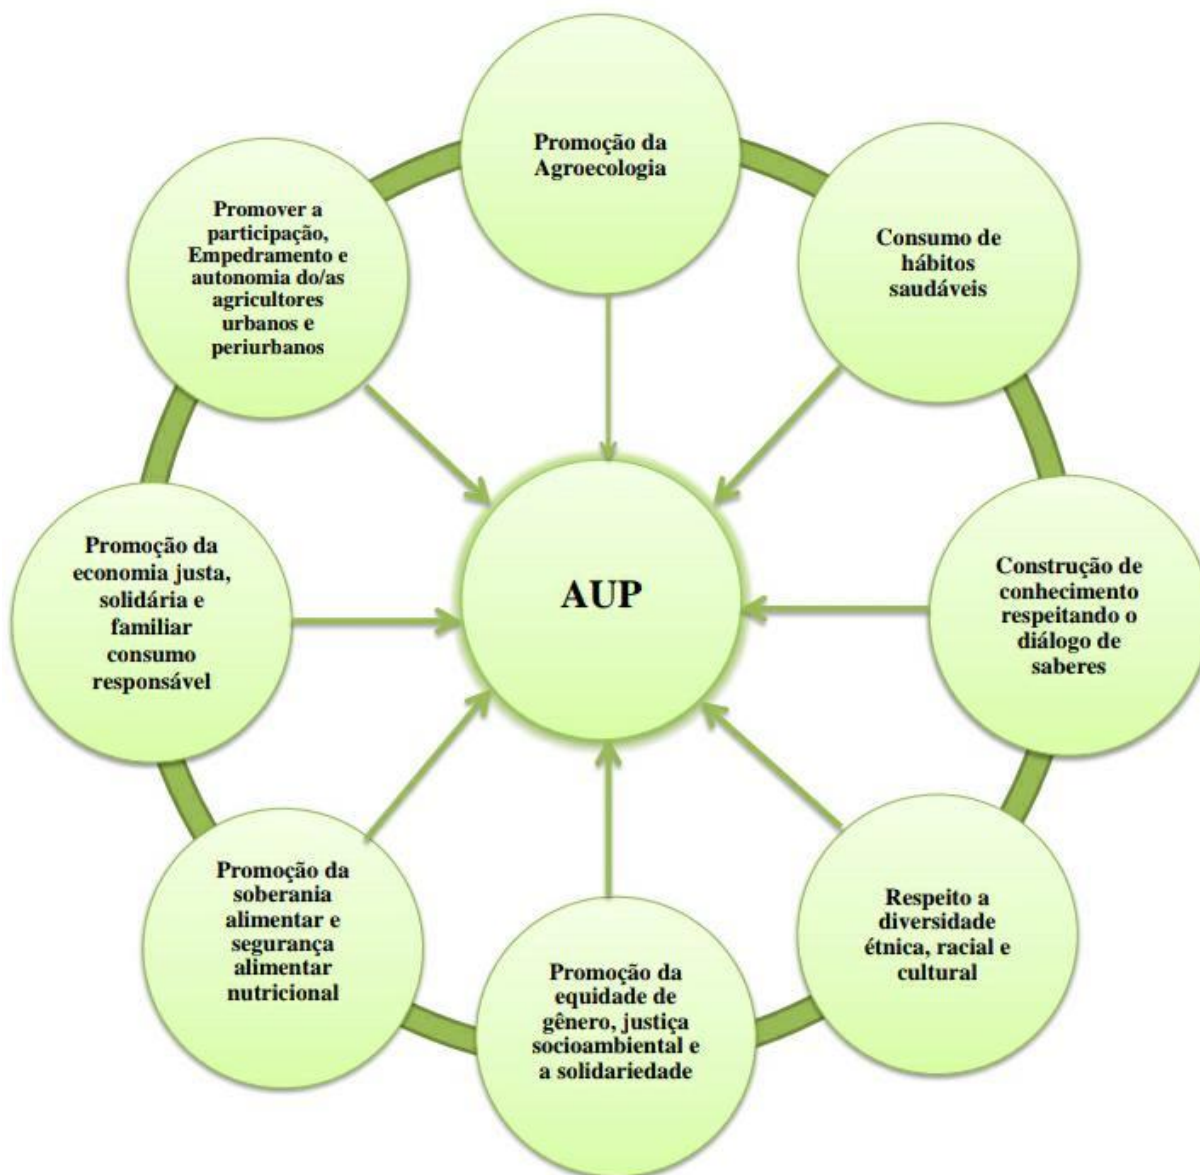 Promoção da
Agroecologia
Consumo de
hábitos
saudáveis
Construção de
conhecimento
respeitando o
diálogo de
saberes
Respeito a
diversidade
étnica, racial e
cultural
Promoção da
equidade de
gênero, justiça
socioambiental e
a solidariedade
Promoção da
soberania
alimentar e
segurança
alimentar
nutricional
Promoção da
economia justa,
solidária e
familiar
consumo
responsável
Promover a
participação,
Empedramento e
autonomia do/as
agricultores
urbanos e
periurbanos
AUP